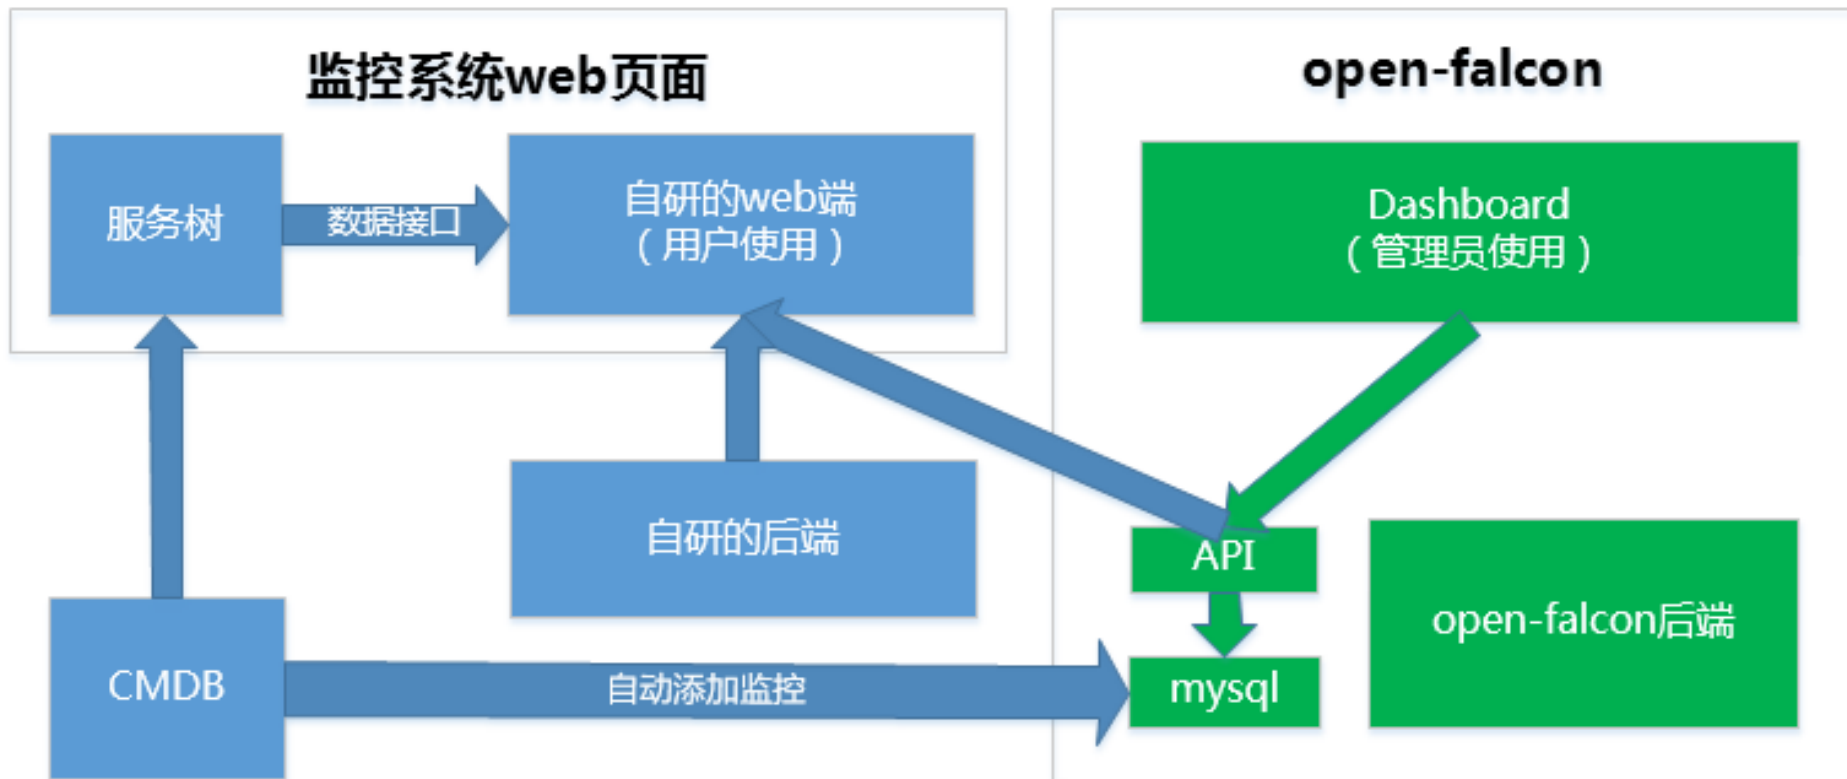 监控系统web页面
open-falcon
服务树
数据接口
自研的web端
（用户使用）
Dashboard
（管理员使用）
自研的后端
API
open-falcon后端
CMDB
自动添加监控
mysql